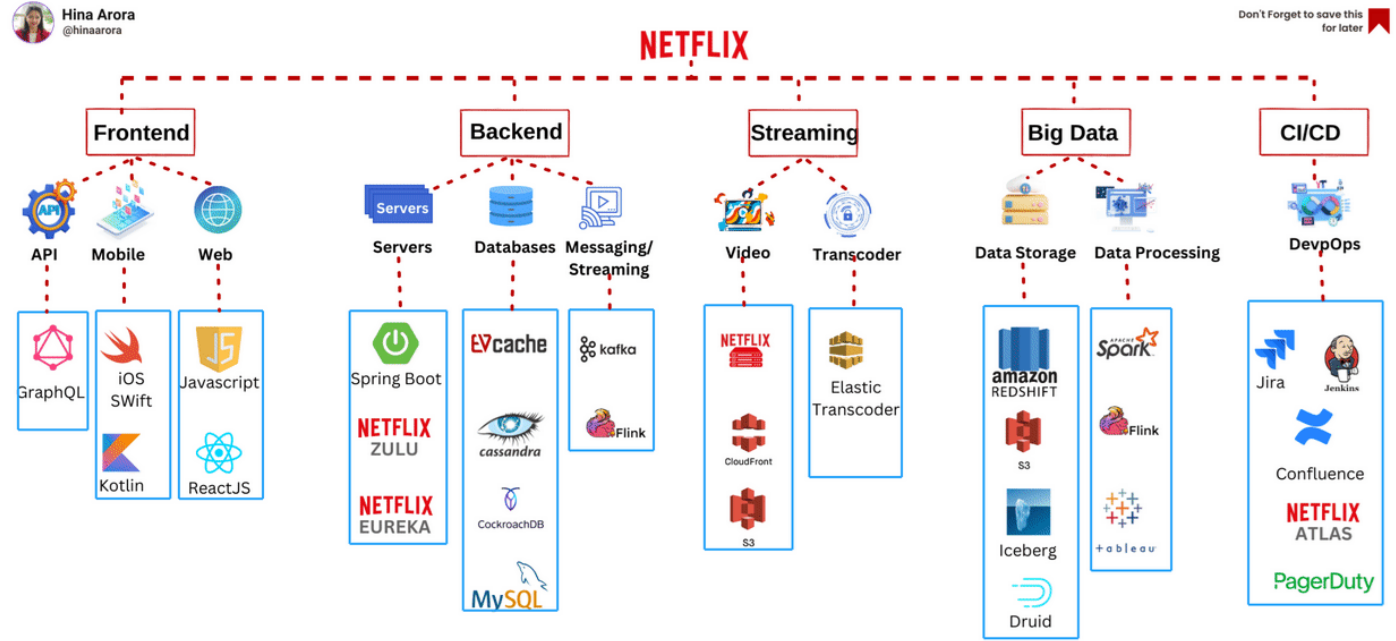 Hina Arora
@hinaarora
Don't Forget to save this
for later
NETFLIX
Frontend
Backend
Streaming
Big Data
CI/CD
API
Servers
API
Mobile
Web
Servers
Databases
Messaging/
Streaming
Video
Transcoder
Data Storage
Data Processing
DevpOps
GraphQL
iOS
SWift
Kotlin
JS
Javascript
ReactJS
Spring Boot
NETFLIX
ZULU
NETFLIX
EUREKA
EVcache
cassandra
CockroachDB
MySQL
kafka
Flink
NETFLIX
CloudFront
S3
Elastic
Transcoder
amazon
REDSHIFT
S3
Iceberg
Druid
APACHE
Spark
Flink
+ableau
Jira
Jenkins
Confluence
NETFLIX
ATLAS
PagerDuty